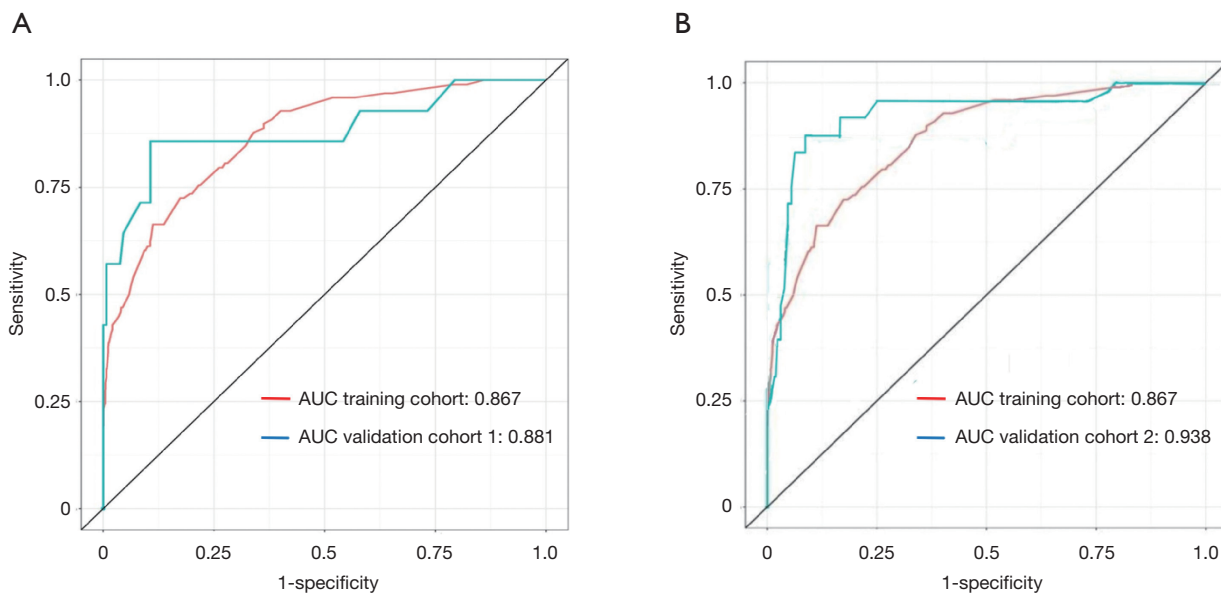 A
1.0
0.75
0.5
0.25
0
Sensitivity
AUC training cohort: 0.867
AUC validation cohort 1: 0.881
0 0.25 0.5 0.75 1.0
1-specificity
B
1.0
0.75
0.5
0.25
0
Sensitivity
AUC training cohort: 0.867
AUC validation cohort 2: 0.938
0 0.25 0.5 0.75 1.0
1-specificity